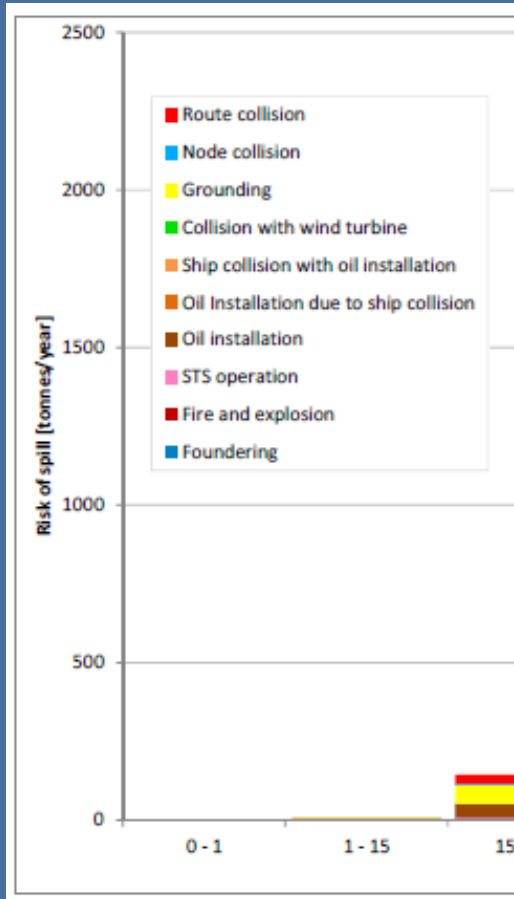 2500
2000
1500
1000
500
0
Risk of spill [tonnes/year]
Route collision
Node collision
Grounding
Collision with wind turbine
Ship collision with oil installation
Oil Installation due to ship collision
Oil installation
STS operation
Fire and explosion
Foundering
0 - 1
1 - 15
15